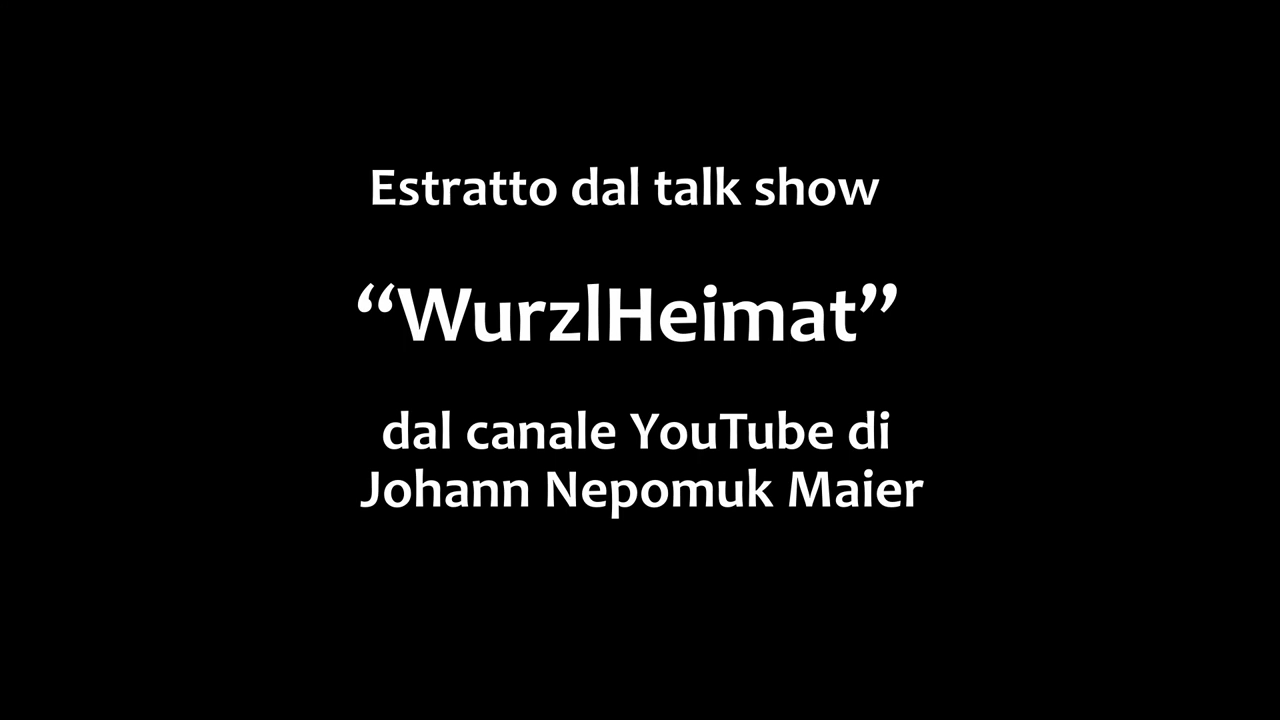 Estratto dal talk show
“WurzlHeimat”
dal canale YouTube di
Johann Nepomuk Maier